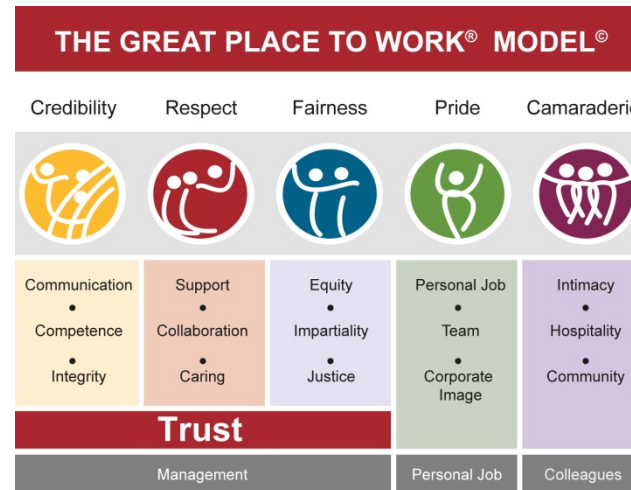 THE GREAT PLACE TO WORK® MODEL©
Credibility Respect Fairness Pride Camaraderi
Communication Support Equity Personal Job Intimacy
• • • • •
Competence Collaboration Impartiality Team Hospitality
• • • • •
Integrity Caring Justice Corporate Image Community
Trust
Management Personal Job Colleagues